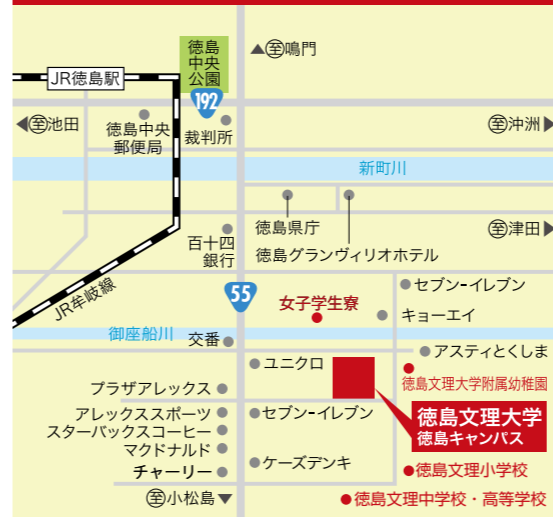 徳島
中央
公園
▲至鳴門
JR徳島駅
192
◀至池田
徳島中央
郵便局
裁判所
至沖洲▶
新町川
徳島県庁
徳島グランヴィリオホテル
至津田▶
百十四
銀行
JR牟岐線
55
女子学生寮
セブン-イレブン
キョーエイ
御座船川
交番
アスティとくしま
ユニクロ
徳島文理大学附属幼稚園
プラザアレックス
アレックススポーツ
スターバックスコーヒー
マクドナルド
チャーリー
セブン-イレブン
徳島文理大学
徳島キャンパス
ケーズデンキ
徳島文理小学校
至小松島▼
徳島文理中学校・高等学校